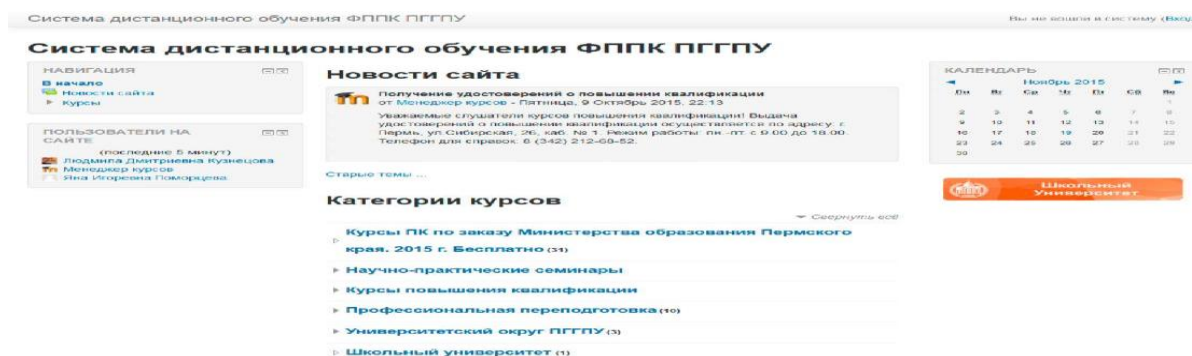 Система дистанционного обучения ФППК ПГГПУ
Вы не вошли в систему (Вход
Система дистанционного обучения ФППК ПГГПУ
НАВИГАЦИЯ
В начало
Новости сайта
Курсы
ПОЛЬЗОВАТЕЛИ НА
САЙТЕ
(последние 5 минут)
Людмила Дмитриевна Кузнецова
Менеджер курсов
Яна Игоревна Поморцева
Новости сайта
Получение удостоверений о повышении квалификации
от Менеджер курсов - Пятница, 9 Октябрь 2015, 22:13
Уважаемые слушатели курсов повышения квалификации! Выдача
удостоверений о повышении квалификации осуществляется по адресу: г.
Пермь, ул.Сибирская, 26, каб. № 1. Режим работы: пн.-пт. с 9.00 до 18.00.
Телефон для справок: 8 (342) 212-60-52.
Старые темы ...
Категории курсов
Свернуть всё
Курсы ПК по заказу Министерства образования Пермского
края. 2015 г. Бесплатно (31)
Научно-практические семинары
Курсы повышения квалификации
Профессиональная переподготовка (10)
Университетский округ ПГГПУ (3)
Школьный университет (1)
КАЛЕНДАРЬ
Ноябрь 2015
Пн Вт Ср Чт Пт Сб Вс
1
2 3 4 5 6 7 8
9 10 11 12 13 14 15
16 17 18 19 20 21 22
23 24 25 26 27 28 29
30
Школьный
Университет